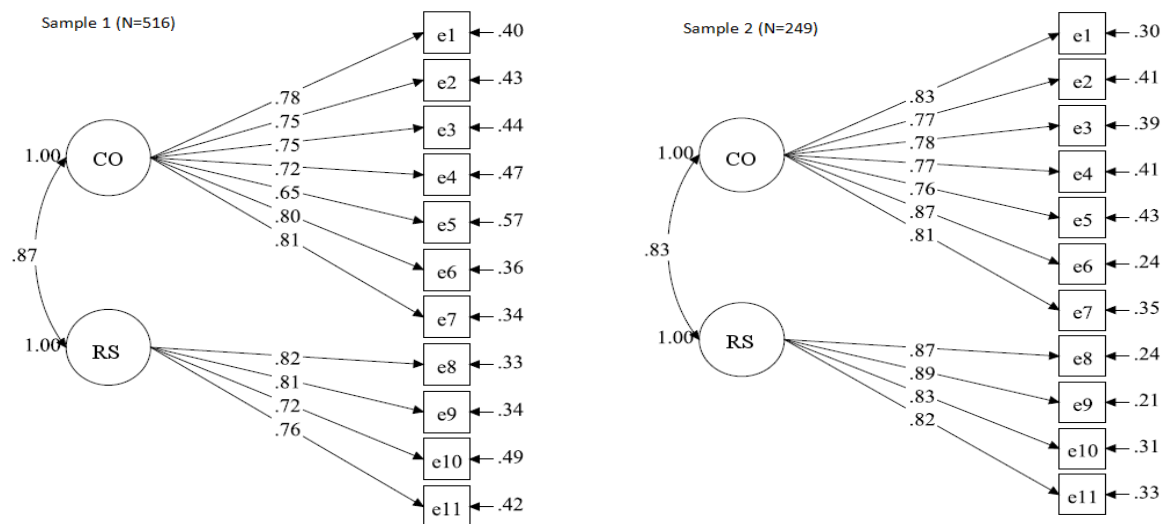 Sample 1 (N=516)
e1 .40
e2 .43
.78
.75
e3 .44
.75
1.00 CO
.72
e4 .47
.65
e5 .57
.80
.81
.87
e6 .36
e7 .34
1.00 RS
.82
e8 .33
.81
.72
e9 .34
.76
e10 .49
e11 .42
Sample 2 (N=249)
e1 .30
e2 .41
.83
.77
e3 .39
.78
1.00 CO
.77
e4 .41
.76
e5 .43
.87
.81
.83
e6 .24
e7 .35
1.00 RS
.87
e8 .24
.89
.83
e9 .21
.82
e10 .31
e11 .33